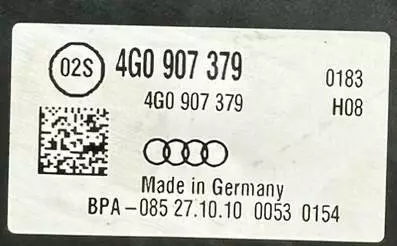 02S 4G0 907 379 0183
4G0 907 379 H08
Made in Germany
BPA-085 27.10.10 0053 0154